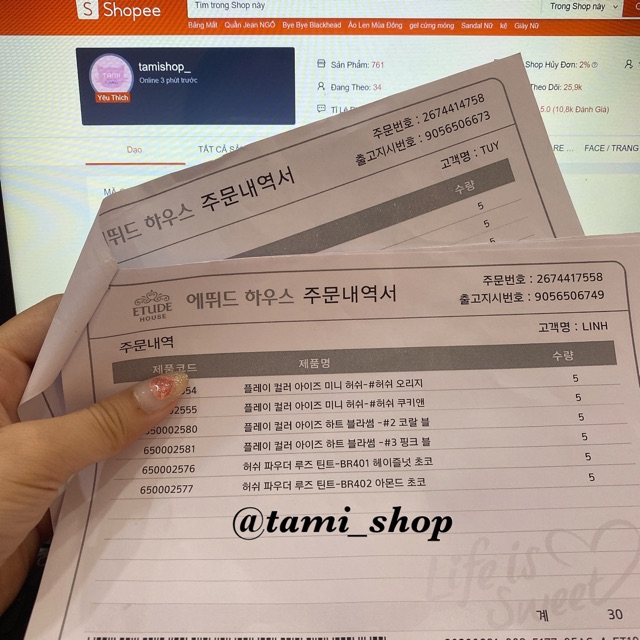 S Shopee
Tìm trong Shop này
Trong Shop này
Băng Mắt Quần Jean NGỐ Bye Bye Blackhead Áo Len Mùa Đông gel cứng móng Sandal Nữ kệ Giày Nữ
tamishop_
Online 3 phút trước
Yêu Thích
Sản Phẩm: 761
Shop Hủy Đơn: 2%
Đang Theo: 34
Theo Dõi: 25,9k
5.0 (10,8k Đánh Giá)
Dạo
FACE / TRANG
주문번호 : 2674414758
출고지시번호 : 9056506673
뛰드 하우스 주문내역서
고객명 : TUY
수량
5
5
5
ETUDE
HOUSE
에뛰드 하우스 주문내역서
주문번호 : 2674417558
출고지시번호 : 9056506749
주문내역
고객명 : LINH
제품코드 제품명 수량
54 플레이 컬러 아이즈 미니 허쉬-#허쉬 오리지 5
002555 플레이 컬러 아이즈 미니 허쉬-#허쉬 쿠키앤 5
650002580 플레이 컬러 아이즈 하트 블라썸 -#2 코랄 블 5
650002581 플레이 컬러 아이즈 하트 블라썸 -#3 핑크 블 5
650002576 허쉬 파우더 루즈 틴트-BR401 헤이즐넛 초코 5
650002577 허쉬 파우더 루즈 틴트-BR402 아몬드 초코 5
@tami_shop
Life is
Sweet
계 30